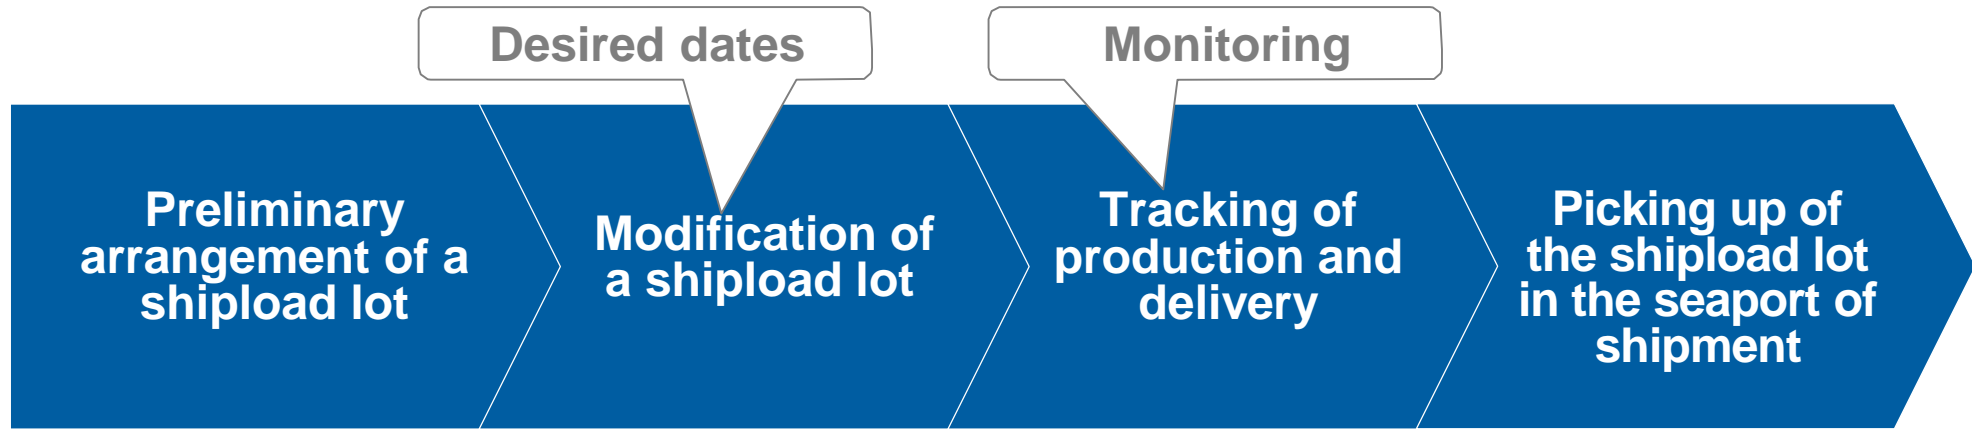 Desired dates
Monitoring
Preliminary
arrangement of a
shipload lot
Modification of
a shipload lot
Tracking of
production and
delivery
Picking up of
the shipload lot
in the seaport of
shipment